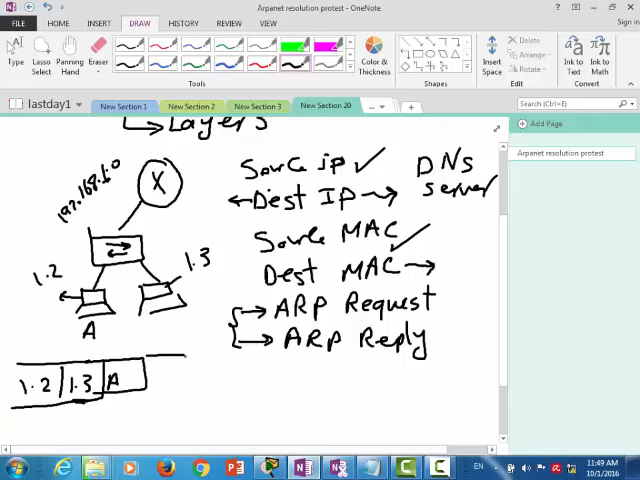 Arpanet resolution protest - OneNote
FILE HOME INSERT DRAW HISTORY REVIEW VIEW
Sign in
Type
Lasso Select
Panning Hand
Eraser
Tools
Color & Thickness
Shapes
Insert Space
Delete
Arrange
Edit
Ink to Text
Ink to Math
Convert
lastday1
New Section 1 New Section 2 New Section 3 New Section 20
Search (Ctrl+E)
Add Page
Arpanet resolution protest
Layers
192.168.1.0
X
Source ip
DNS
Dest IP
server
Source MAC
1.2
1.3
Dest MAC
ARP Request
A
ARP Reply
1.2 1.3 A
EN
11:49 AM
10/1/2016